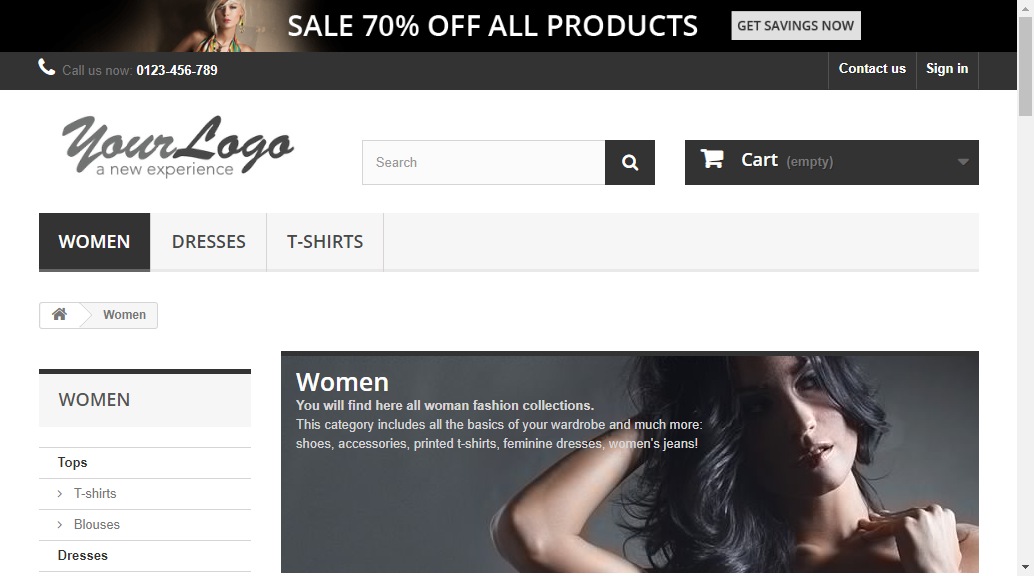 SALE 70% OFF ALL PRODUCTS GET SAVINGS NOW
Call us now: 0123-456-789 Contact us Sign in
YourLogo
a new experience
Search Cart (empty)
WOMEN DRESSES T-SHIRTS
Women
WOMEN
Tops
T-shirts
Blouses
Dresses
Women
You will find here all woman fashion collections.
This category includes all the basics of your wardrobe and much more:
shoes, accessories, printed t-shirts, feminine dresses, women's jeans!